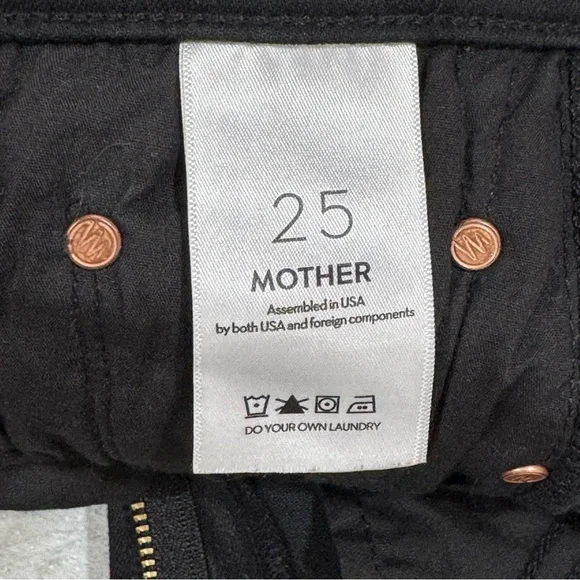 25
MOTHER
Assembled in USA
by both USA and foreign components
DO YOUR OWN LAUNDRY